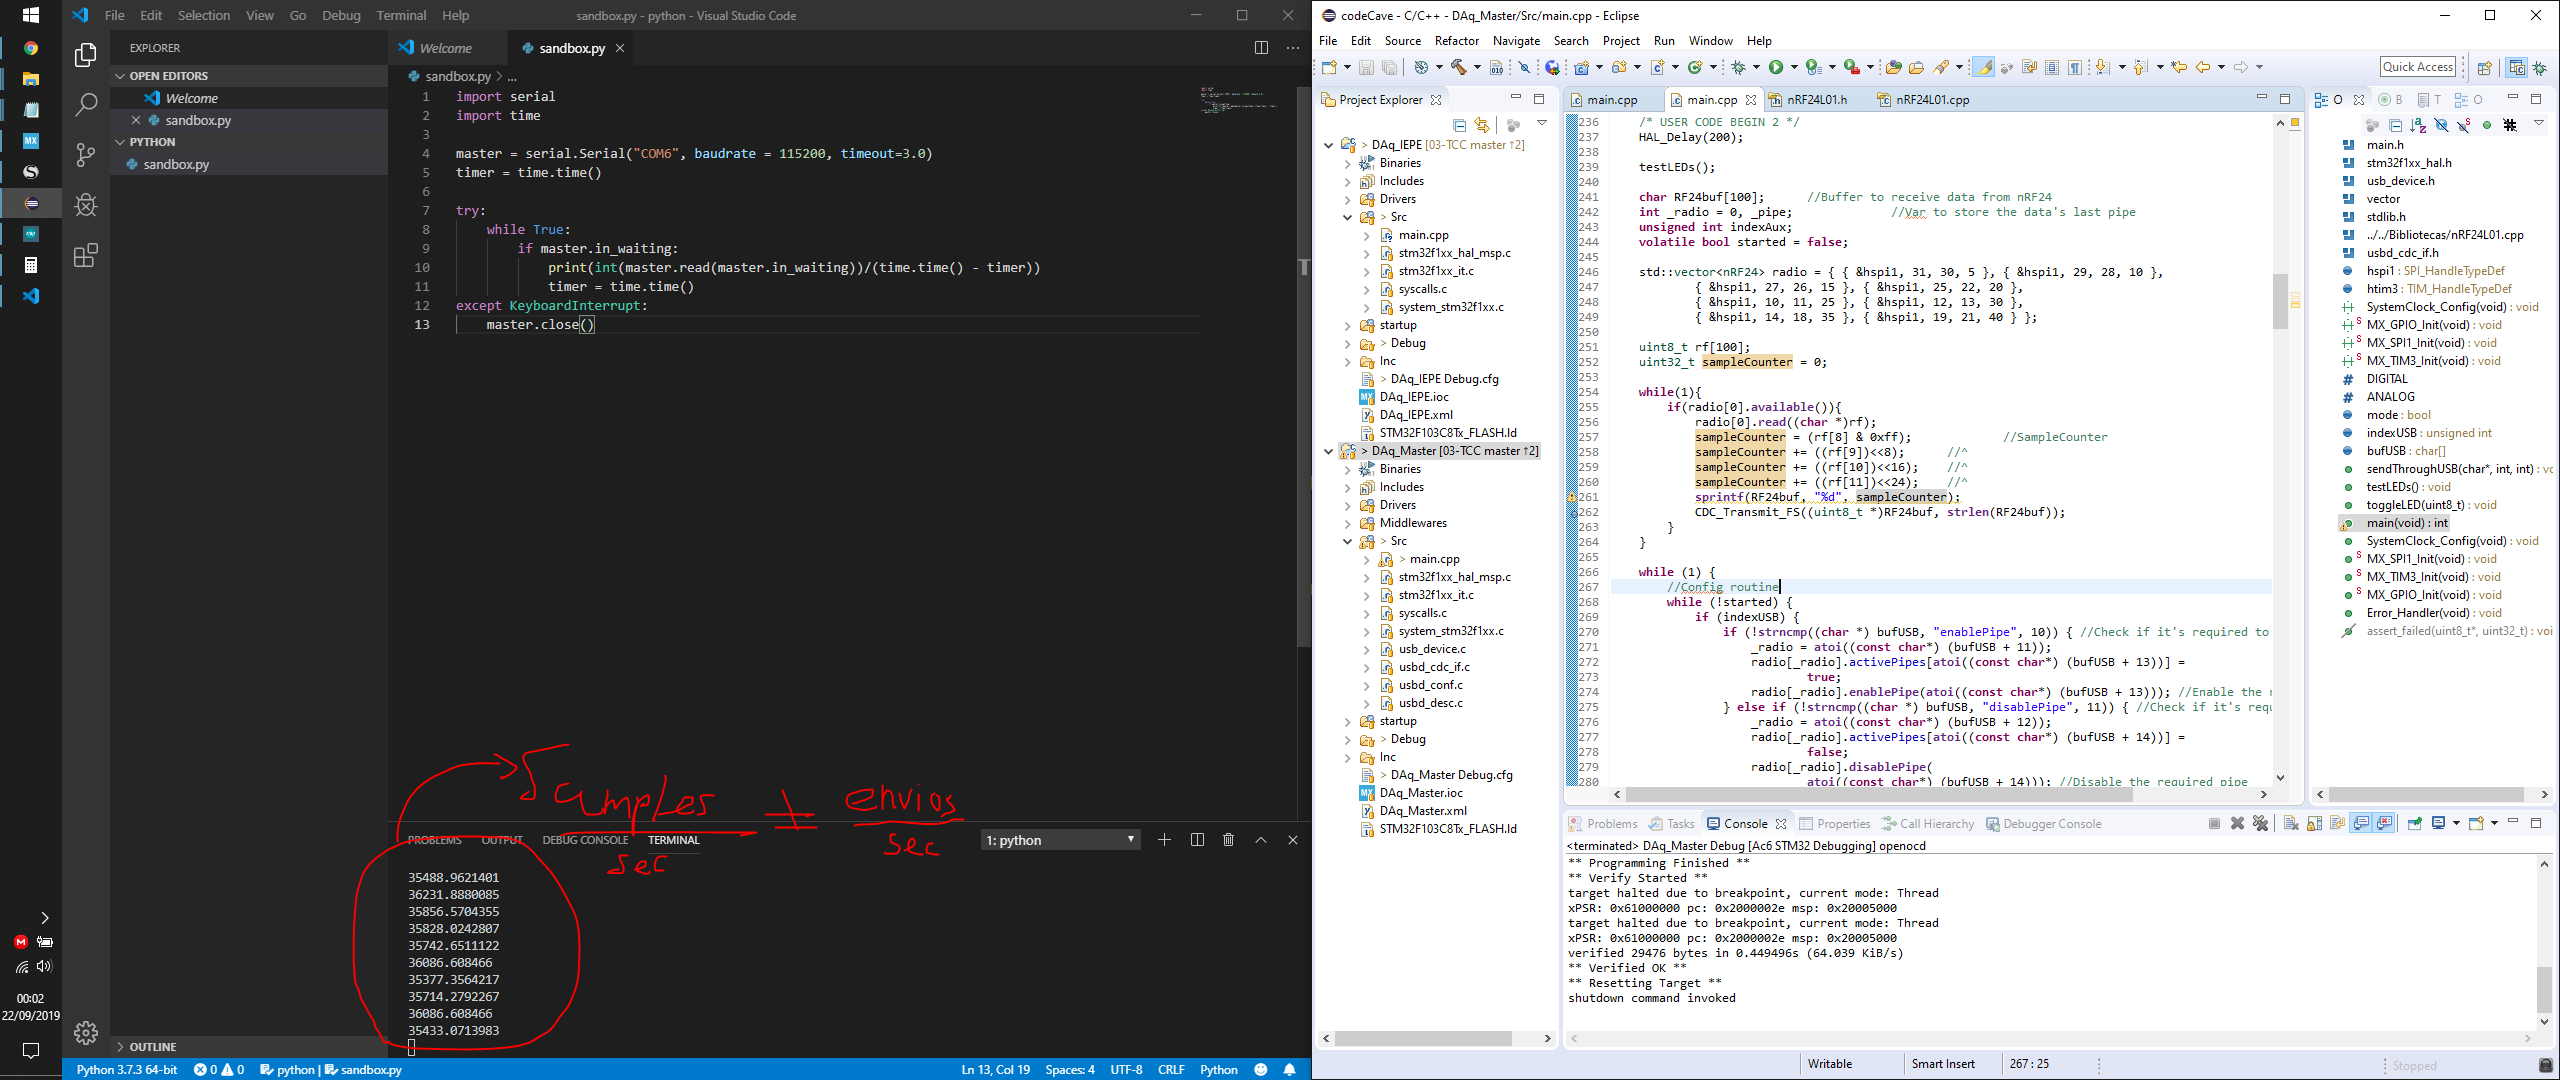 File Edit Selection View Go Debug Terminal Help
sandbox.py - python - Visual Studio Code
EXPLORER
OPEN EDITORS
Welcome
sandbox.py
PYTHON
sandbox.py
OUTLINE
Welcome
sandbox.py
sandbox.py > ...
1 import serial
2 import time
3
4 master = serial.Serial("COM6", baudrate = 115200, timeout=3.0)
5 timer = time.time()
6
7 try:
8 while True:
9 if master.in_waiting:
10 print(int(master.read(master.in_waiting))/(time.time() - timer))
11 timer = time.time()
12 except KeyboardInterrupt:
13 master.close()
Samples/sec ≠ envios/sec
PROBLEMS OUTPUT DEBUG CONSOLE TERMINAL
1: python
35488.9621401
36231.8880085
35856.5704355
35828.0242807
35742.6511122
36086.608466
35377.3564217
35714.2792267
36086.608466
35433.0713983
00:02
22/09/2019
Python 3.7.3 64-bit 0 0 python | sandbox.py
Ln 13, Col 19 Spaces: 4 UTF-8 CRLF Python
codeCave - C/C++ - DAq_Master/Src/main.cpp - Eclipse
File Edit Source Refactor Navigate Search Project Run Window Help
Quick Access
Project Explorer
> DAq_IEPE [03-TCC master ↑2]
Binaries
Includes
Drivers
> Src
main.cpp
stm32f1xx_hal_msp.c
stm32f1xx_it.c
syscalls.c
system_stm32f1xx.c
startup
> Debug
Inc
> DAq_IEPE Debug.cfg
DAq_IEPE.ioc
DAq_IEPE.xml
STM32F103C8Tx_FLASH.ld
> DAq_Master [03-TCC master ↑2]
Binaries
Includes
Drivers
Middlewares
> Src
> main.cpp
stm32f1xx_hal_msp.c
stm32f1xx_it.c
syscalls.c
system_stm32f1xx.c
usb_device.c
usbd_cdc_if.c
usbd_conf.c
usbd_desc.c
startup
> Debug
Inc
> DAq_Master Debug.cfg
DAq_Master.ioc
DAq_Master.xml
STM32F103C8Tx_FLASH.ld
main.cpp main.cpp nRF24L01.h nRF24L01.cpp
236 /* USER CODE BEGIN 2 */
237 HAL_Delay(200);
238
239 testLEDs();
240
241 char RF24buf[100]; //Buffer to receive data from nRF24
242 int _radio = 0, _pipe; //Var to store the data's last pipe
243 unsigned int indexAux;
244 volatile bool started = false;
245
246 std::vector<nRF24> radio = { { &hspi1, 31, 30, 5 }, { &hspi1, 29, 28, 10 },
247 { &hspi1, 27, 26, 15 }, { &hspi1, 25, 22, 20 },
248 { &hspi1, 10, 11, 25 }, { &hspi1, 12, 13, 30 },
249 { &hspi1, 14, 18, 35 }, { &hspi1, 19, 21, 40 } };
250
251 uint8_t rf[100];
252 uint32_t sampleCounter = 0;
253
254 while(1){
255 if(radio[0].available()){
256 radio[0].read((char *)rf);
257 sampleCounter = (rf[8] & 0xff); //SampleCounter
258 sampleCounter += ((rf[9])<<8); //^
259 sampleCounter += ((rf[10])<<16); //^
260 sampleCounter += ((rf[11])<<24); //^
261 sprintf(RF24buf, "%d", sampleCounter);
262 CDC_Transmit_FS((uint8_t *)RF24buf, strlen(RF24buf));
263 }
264 }
265
266 while (1) {
267 //Config routine
268 while (!started) {
269 if (indexUSB) {
270 if (!strncmp((char *) bufUSB, "enablePipe", 10)) { //Check if it's required to
271 _radio = atoi((const char*) (bufUSB + 11));
272 radio[_radio].activePipes[atoi((const char*) (bufUSB + 13))] =
273 true;
274 radio[_radio].enablePipe(atoi((const char*) (bufUSB + 13))); //Enable the
275 } else if (!strncmp((char *) bufUSB, "disablePipe", 11)) { //Check if it's
276 _radio = atoi((const char*) (bufUSB + 12));
277 radio[_radio].activePipes[atoi((const char*) (bufUSB + 14))] =
278 false;
279 radio[_radio].disablePipe(
280 atoi((const char*) (bufUSB + 14))); //Disable the required pipe
O B T O
main.h
stm32f1xx_hal.h
usb_device.h
vector
stdlib.h
../../Bibliotecas/nRF24L01.cpp
usbd_cdc_if.h
hspi1 : SPI_HandleTypeDef
htim3 : TIM_HandleTypeDef
SystemClock_Config(void) : void
MX_GPIO_Init(void) : void
MX_SPI1_Init(void) : void
MX_TIM3_Init(void) : void
DIGITAL
ANALOG
mode : bool
indexUSB : unsigned int
bufUSB : char[]
sendThroughUSB(char*, int, int) : vo
testLEDs() : void
toggleLED(uint8_t) : void
main(void) : int
SystemClock_Config(void) : void
MX_SPI1_Init(void) : void
MX_TIM3_Init(void) : void
MX_GPIO_Init(void) : void
Error_Handler(void) : void
assert_failed(uint8_t*, uint32_t) : voi
Problems Tasks Console Properties Call Hierarchy Debugger Console
<terminated> DAq_Master Debug [Ac6 STM32 Debugging] openocd
** Programming Finished **
** Verify Started **
target halted due to breakpoint, current mode: Thread
xPSR: 0x61000000 pc: 0x2000002e msp: 0x20005000
target halted due to breakpoint, current mode: Thread
xPSR: 0x61000000 pc: 0x2000002e msp: 0x20005000
verified 29476 bytes in 0.449496s (64.039 KiB/s)
** Verified OK **
** Resetting Target **
shutdown command invoked
Writable Smart Insert 267 : 25 Stopped